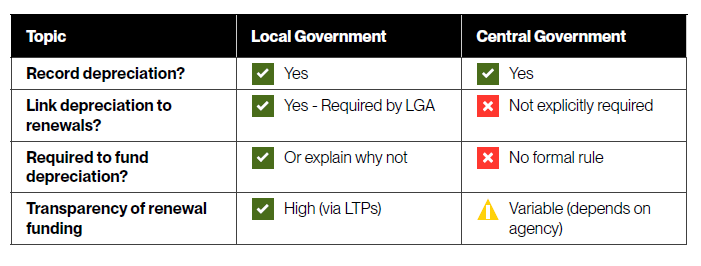 Topic Local Government Central Government
Record depreciation? Yes Yes
Link depreciation to Yes - Required by LGA Not explicitly required
renewals?
Required to fund Or explain why not No formal rule
depreciation?
Transparency of renewal High (via LTPs) Variable (depends on
funding agency)